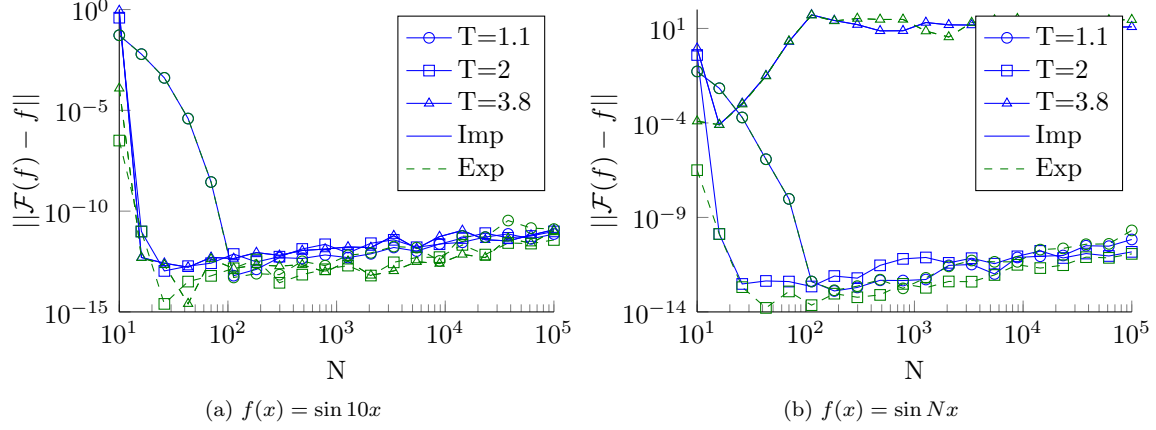 10^0
10^-5
10^-10
10^-15
||F(f) − f||
10^1
10^2
10^3
10^4
10^5
N
T=1.1
T=2
T=3.8
Imp
Exp
(a) f(x) = sin 10x
10^1
10^-4
10^-9
10^-14
||F(f) − f||
10^1
10^2
10^3
10^4
10^5
N
T=1.1
T=2
T=3.8
Imp
Exp
(b) f(x) = sin Nx